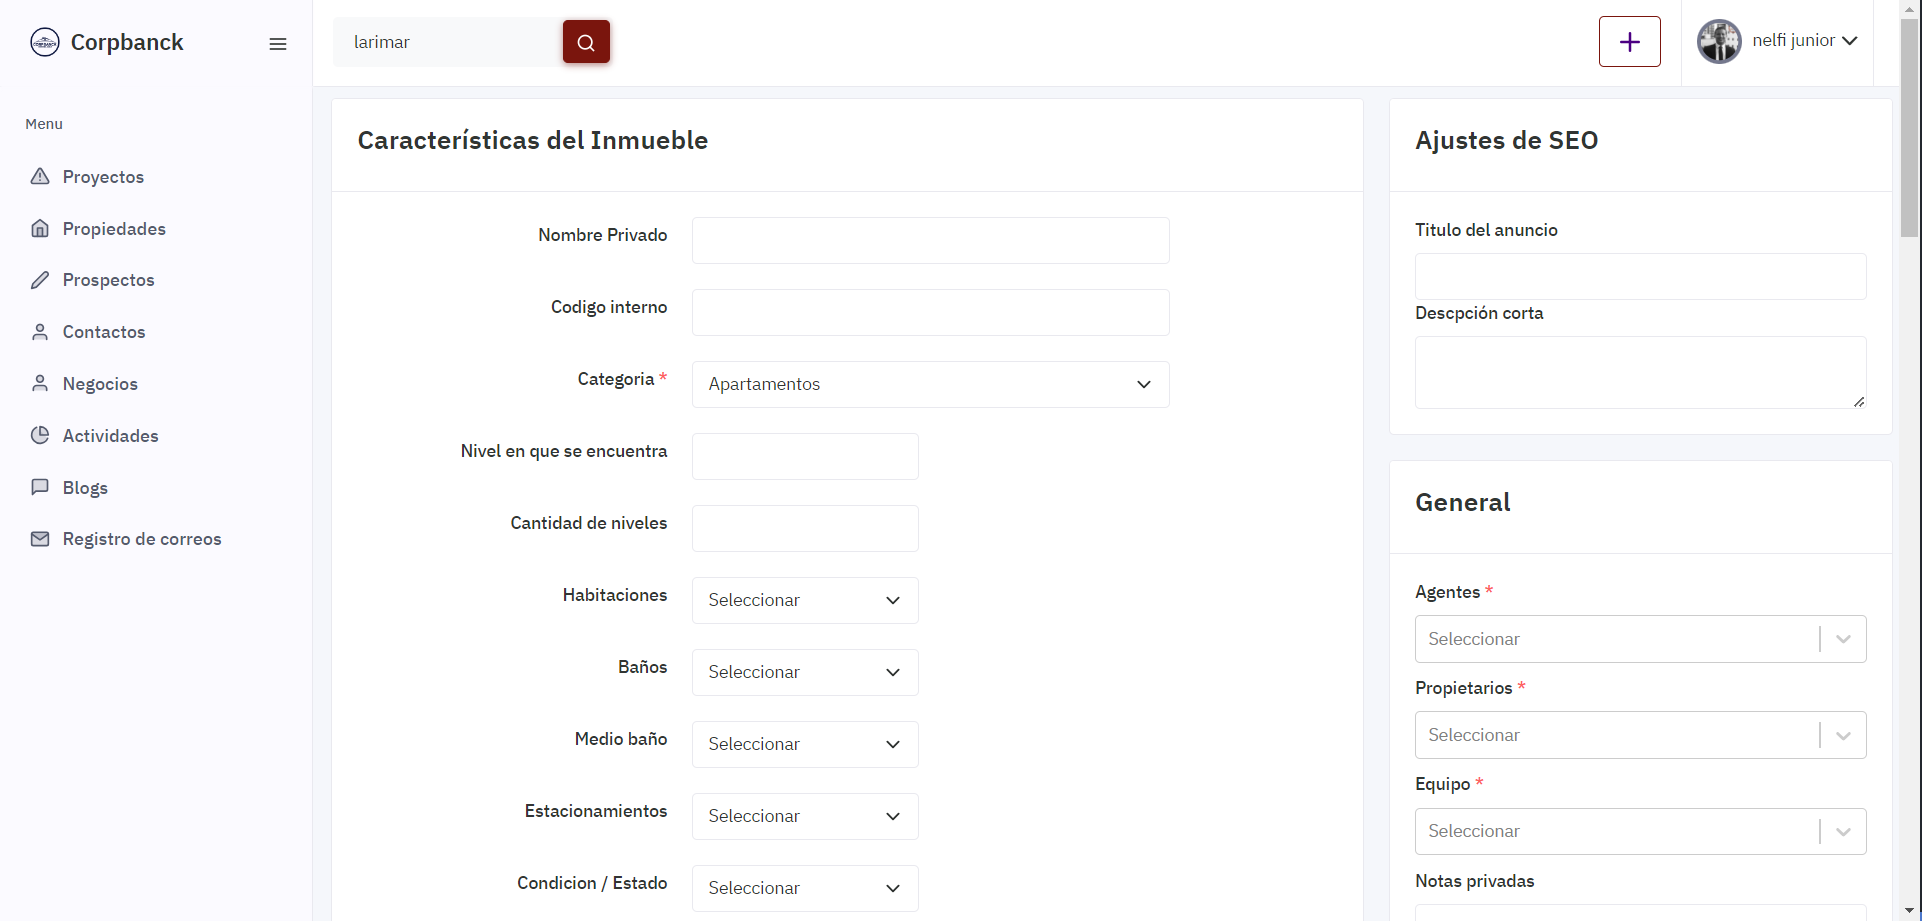 Corpbanck
larimar
nelfi junior
Menu
Proyectos
Propiedades
Prospectos
Contactos
Negocios
Actividades
Blogs
Registro de correos
Características del Inmueble
Nombre Privado
Codigo interno
Categoria *
Apartamentos
Nivel en que se encuentra
Cantidad de niveles
Habitaciones
Seleccionar
Baños
Seleccionar
Medio baño
Seleccionar
Estacionamientos
Seleccionar
Condicion / Estado
Seleccionar
Ajustes de SEO
Titulo del anuncio
Descpción corta
General
Agentes *
Seleccionar
Propietarios *
Seleccionar
Equipo *
Seleccionar
Notas privadas